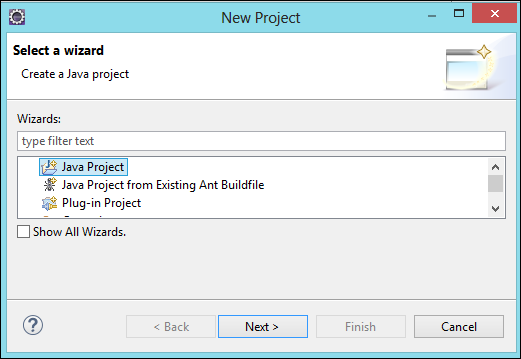 New Project
Select a wizard
Create a Java project
Wizards:
type filter text
Java Project
Java Project from Existing Ant Buildfile
Plug-in Project
Show All Wizards.
? < Back Next > Finish Cancel